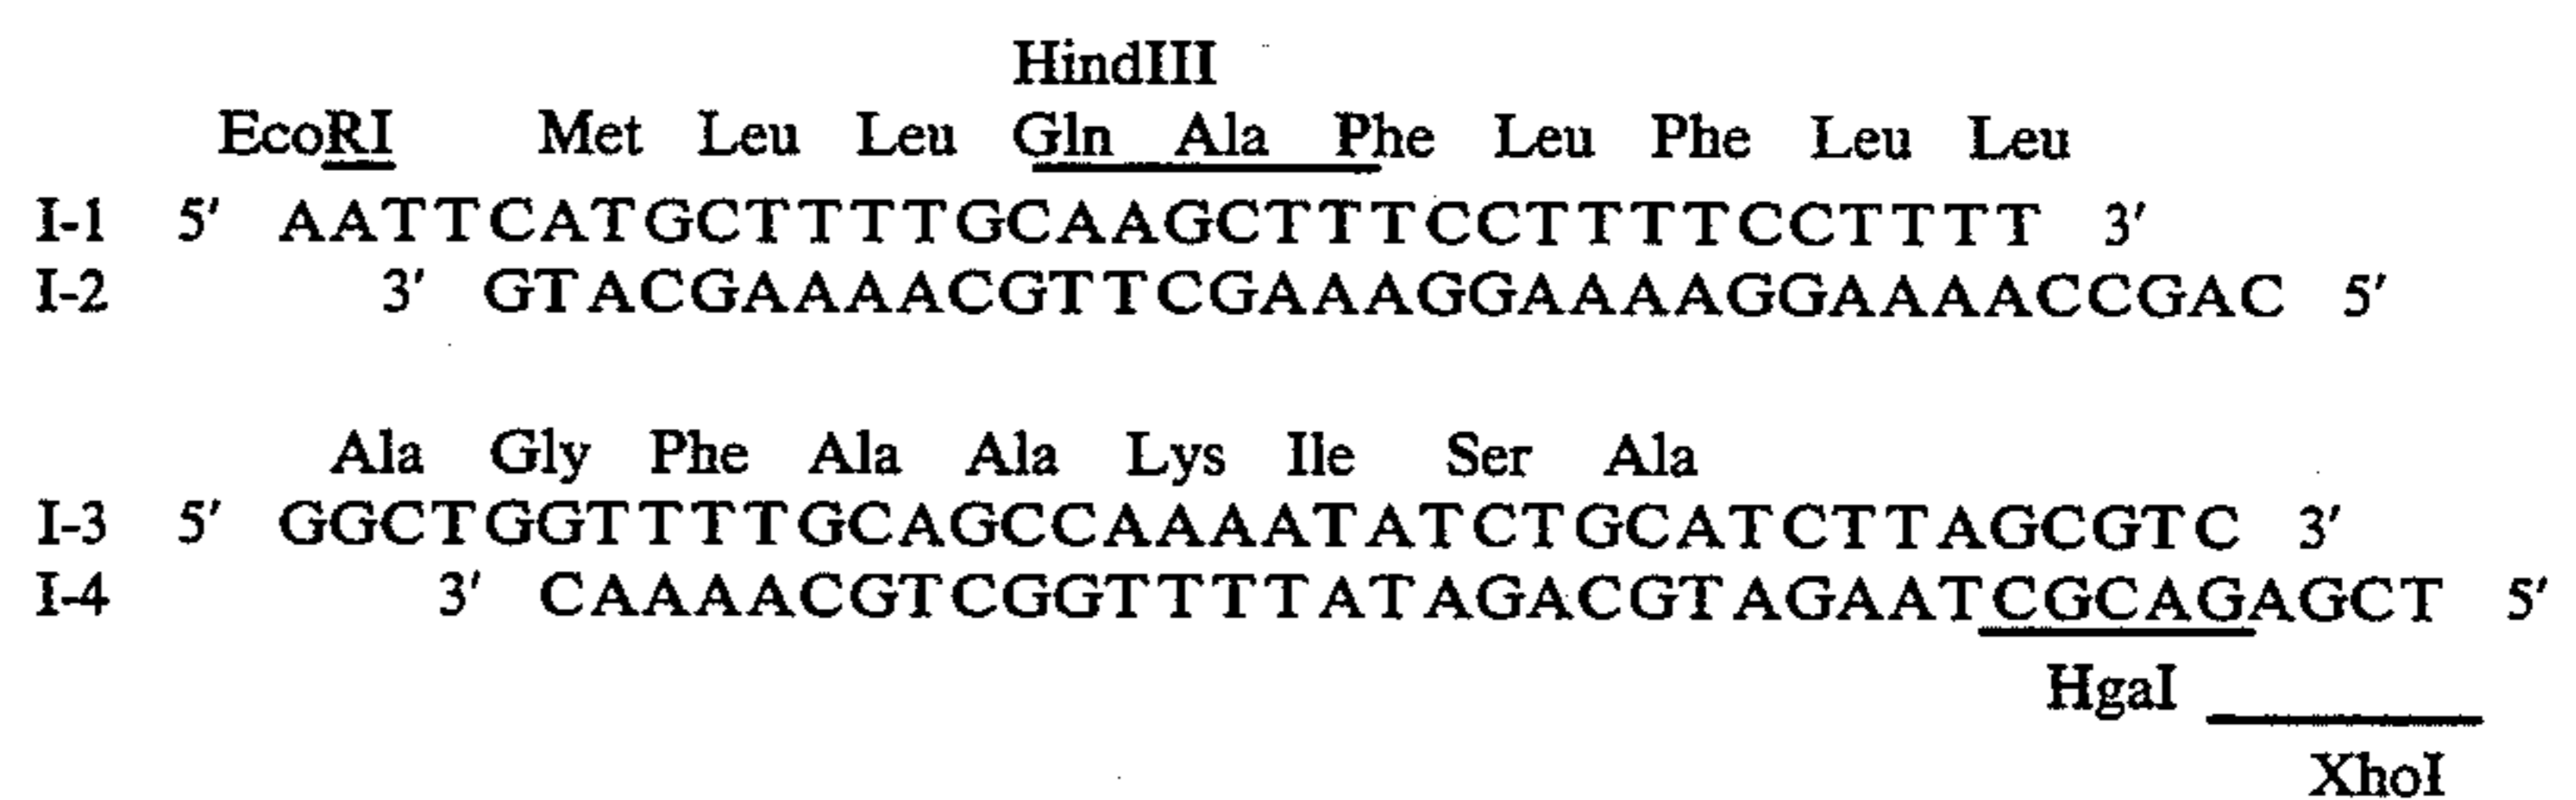 HindIII
EcoRI Met Leu Leu Gln Ala Phe Leu Phe Leu Leu
I-1 5′ AATTCATGCTTTTGCAAGCTTTCCTTTTCCTTTT 3′
I-2 3′ GTACGAAAACGTTCGAAAGGAAAAGGAAAACCGAC 5′
Ala Gly Phe Ala Ala Lys Ile Ser Ala
I-3 5′ GGCTGGTTTTGCAGCCAAAATATCTGCATCTTAGCGTC 3′
I-4 3′ CAAAACGTCGGTTTTATAGACGTAGAATCGCAGAGCT 5′
HgaI
XhoI